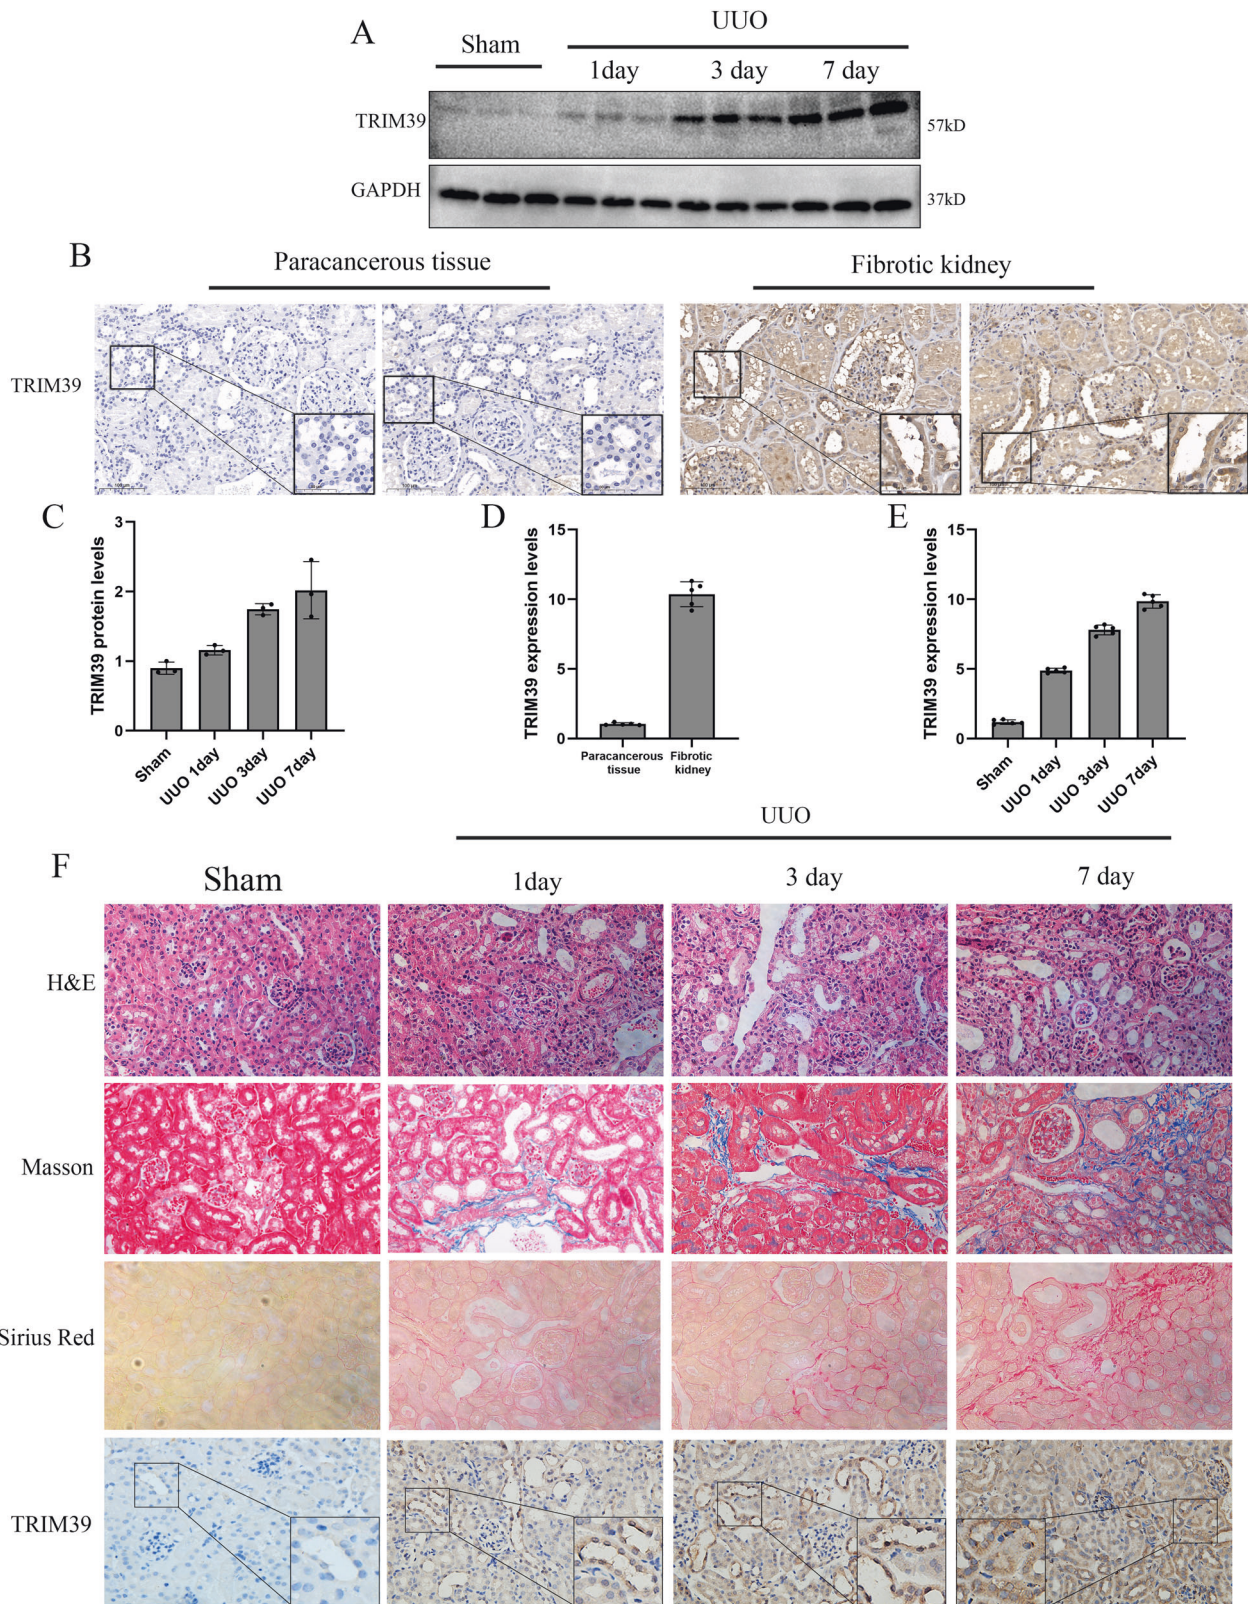 A
UUO
Sham
1day
3 day
7 day
TRIM39
57kD
GAPDH
37kD
B
Paracancerous tissue
Fibrotic kidney
TRIM39
C
TRIM39 protein levels
3
2
1
0
Sham
UUO 1day
UUO 3day
UUO 7day
D
TRIM39 expression levels
15
10
5
0
Paracancerous
tissue
Fibrotic
kidney
E
TRIM39 expression levels
15
10
5
0
Sham
UUO 1day
UUO 3day
UUO 7day
UUO
F
Sham
1day
3 day
7 day
H&E
Masson
Sirius Red
TRIM39